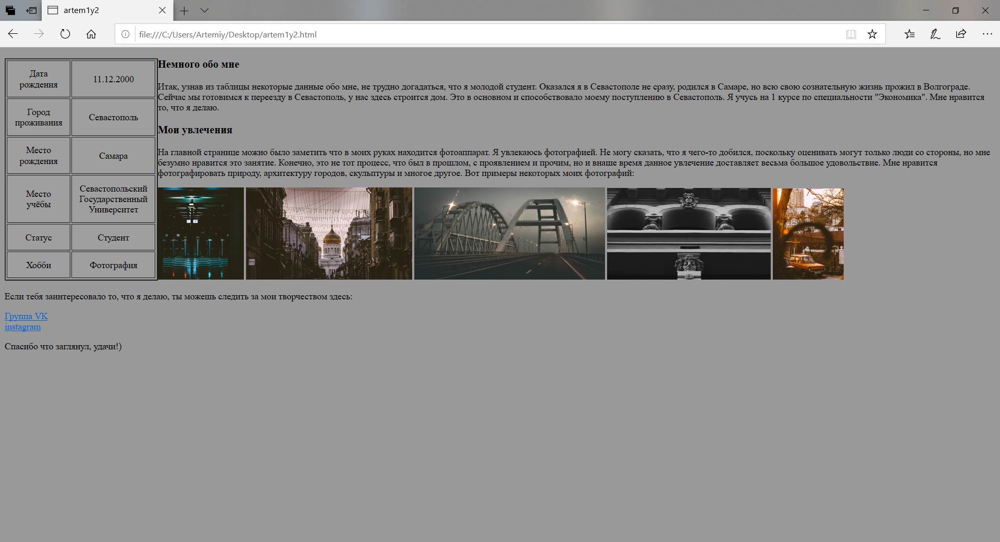 artem1y2
file:///C:/Users/Artemiy/Desktop/artem1y2.html
Дата
рождения
11.12.2000
Город
проживания
Севастополь
Место
рождения
Самара
Место
учёбы
Севастопольский
Государственный
Университет
Статус
Студент
Хобби
Фотография
Немного обо мне
Итак, узнав из таблицы некоторые данные обо мне, не трудно догадаться, что я молодой студент. Оказался я в Севастополе не сразу, родился в Самаре, но всю свою сознательную жизнь прожил в Волгограде.
Сейчас мы готовимся к переезду в Севастополь, у нас здесь строится дом. Это в основном и способствовало моему поступлению в Севастополь. Я учусь на 1 курсе по специальности "Экономика". Мне нравится
то, что я делаю.
Мои увлечения
На главной странице можно было заметить что в моих руках находится фотоаппарат. Я увлекаюсь фотографией. Не могу сказать, что я чего-то добился, поскольку оценивать могут только люди со стороны, но мне
безумно нравится это занятие. Конечно, это не тот процесс, что был в прошлом, с проявлением и прочим, но и внаше время данное увлечение доставляет весьма большое удовольствие. Мне нравится
фотографировать природу, архитектуру городов, скульптуры и многое другое. Вот примеры некоторых моих фотографий:
Если тебя заинтересовало то, что я делаю, ты можешь следить за мои творчеством здесь:
Группа VK
instagram
Спасибо что заглянул, удачи!)